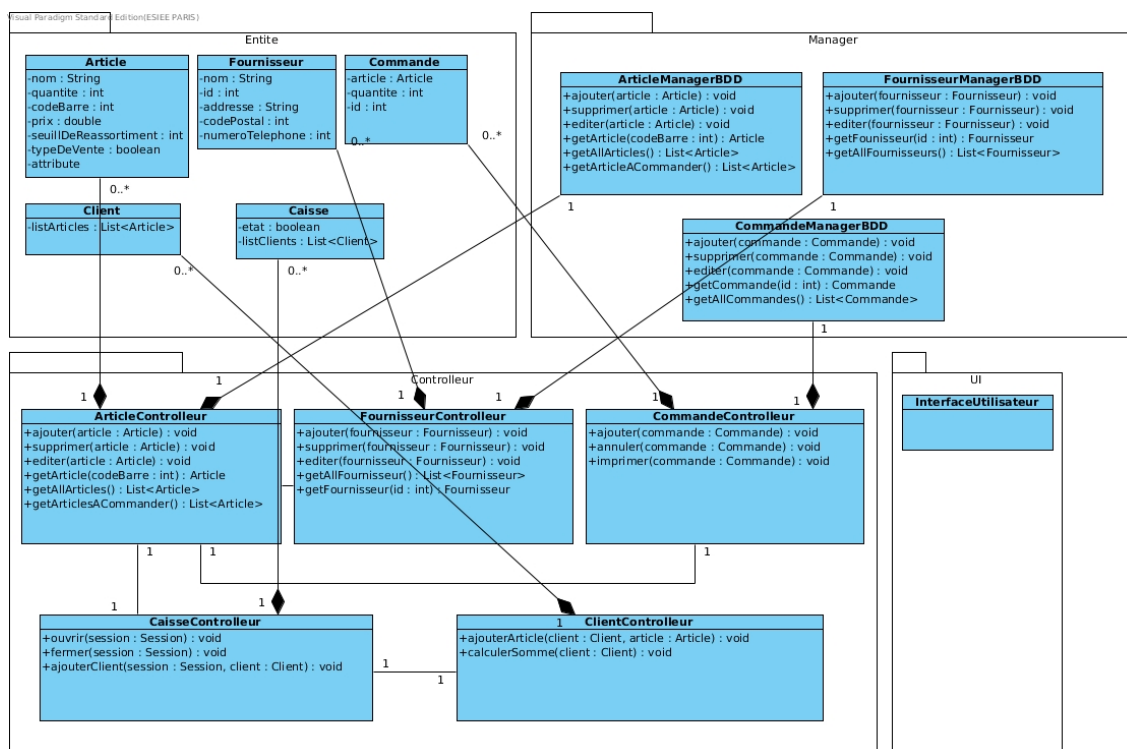 Visual Paradigm Standard Edition(ESIEE PARIS)
Entite
Article
-nom : String
-quantite : int
-codeBarre : int
-prix : double
-seuilDeReassortiment : int
-typeDeVente : boolean
-attribute
0..*
Fournisseur
-nom : String
-id : int
-addresse : String
-codePostal : int
-numeroTelephone : int
0..*
Commande
-article : Article
-quantite : int
-id : int
0..*
Client
-listArticles : List<Article>
0..*
Caisse
-etat : boolean
-listClients : List<Client>
0..*
Manager
ArticleManagerBDD
+ajouter(article : Article) : void
+supprimer(article : Article) : void
+editer(article : Article) : void
+getArticle(codeBarre : int) : Article
+getAllArticles() : List<Article>
+getArticleACommander() : List<Article>
1
FournisseurManagerBDD
+ajouter(fournisseur : Fournisseur) : void
+supprimer(fournisseur : Fournisseur) : void
+editer(fournisseur : Fournisseur) : void
+getFounisseur(id : int) : Fournisseur
+getAllFournisseurs() : List<Fournisseur>
1
CommandeManagerBDD
+ajouter(commande : Commande) : void
+supprimer(commande : Commande) : void
+editer(commande : Commande) : void
+getCommande(id : int) : Commande
+getAllCommandes() : List<Commande>
1
Controlleur
1
1
1
1
1
1
ArticleControlleur
+ajouter(article : Article) : void
+supprimer(article : Article) : void
+editer(article : Article) : void
+getArticle(codeBarre : int) : Article
+getAllArticles() : List<Article>
+getArticlesACommander() : List<Article>
FournisseurControlleur
+ajouter(fournisseur : Fournisseur) : void
+supprimer(fournisseur : Fournisseur) : void
+editer(fournisseur : Fournisseur) : void
+getAllFournisseur() : List<Fournisseur>
+getFournisseur(id : int) : Fournisseur
CommandeControlleur
+ajouter(commande : Commande) : void
+annuler(commande : Commande) : void
+imprimer(commande : Commande) : void
1
1
1
1
1
CaisseControlleur
+ouvrir(session : Session) : void
+fermer(session : Session) : void
+ajouterClient(session : Session, client : Client) : void
1
1
1
ClientControlleur
+ajouterArticle(client : Client, article : Article) : void
+calculerSomme(client : Client) : void
UI
InterfaceUtilisateur